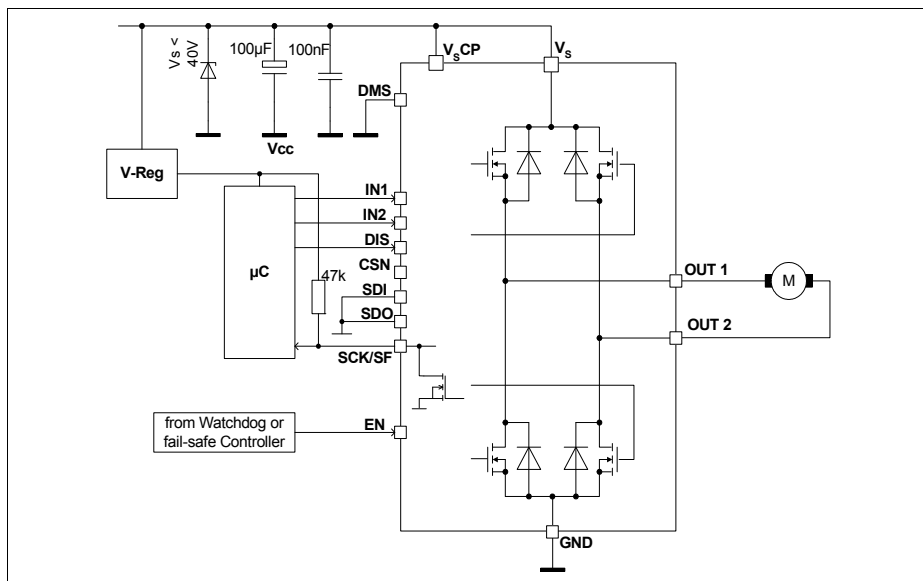 Vs <
40V
100µF
100nF
VSCP
VS
DMS
Vcc
V-Reg
IN1
IN2
DIS
CSN
SDI
SDO
SCK/SF
47k
µC
OUT 1
OUT 2
M
from Watchdog or
fail-safe Controller
EN
GND